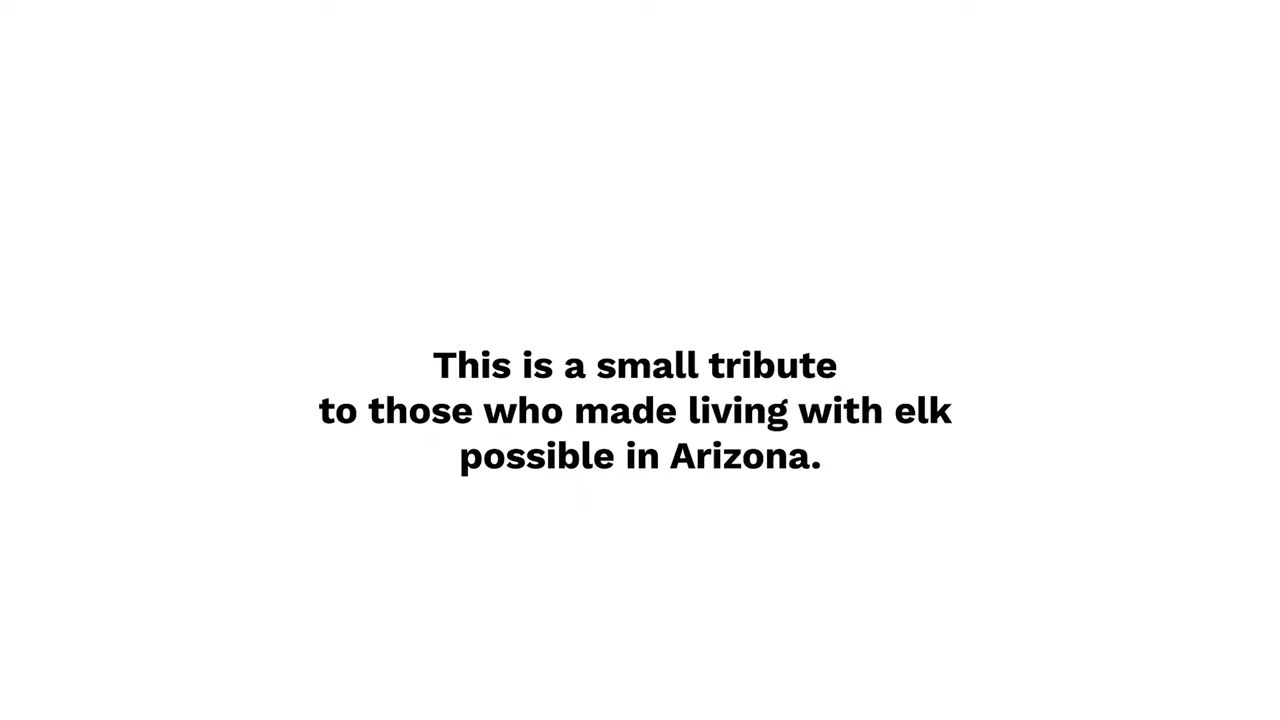 This is a small tribute
to those who made living with elk
possible in Arizona.